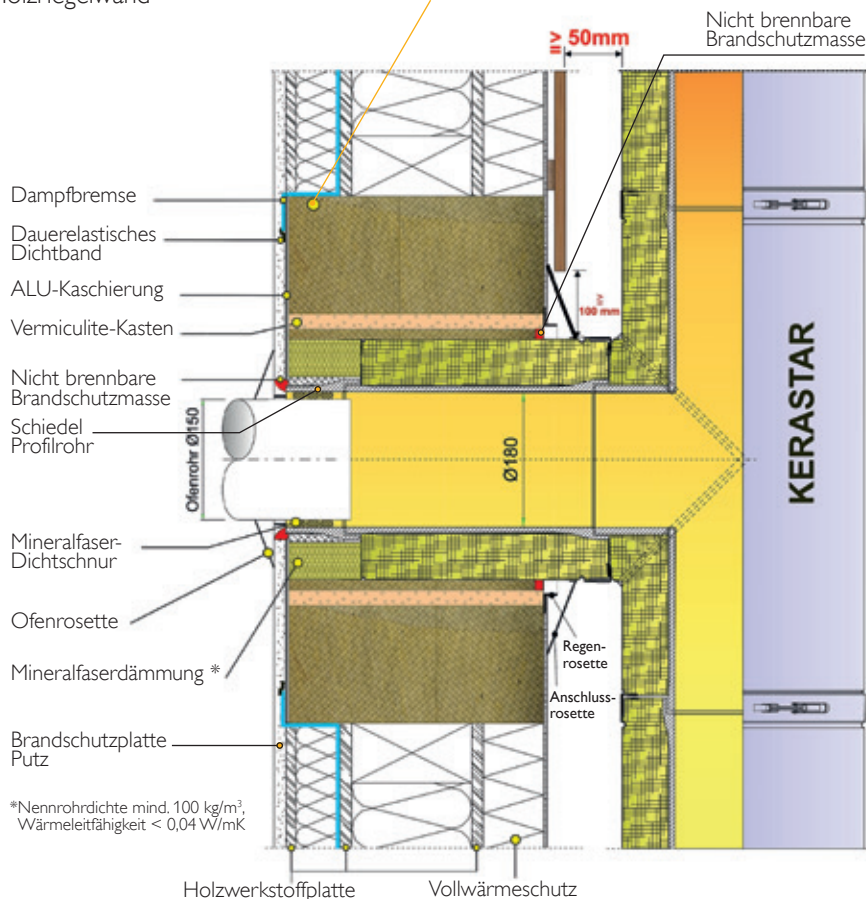 Holzriegelwand
≥ 50mm
Nicht brennbare
Brandschutzmasse
Dampfbremse
Dauerelastisches
Dichtband
ALU-Kaschierung
Vermiculite-Kasten
≥
100 mm
Nicht brennbare
Brandschutzmasse
Schiedel
Profilrohr
Ofenrohr Ø150
Ø180
KERASTAR
Mineralfaser-
Dichtschnur
Ofenrosette
Mineralfaserdämmung *
Regen-
rosette
Anschluss-
rosette
Brandschutzplatte
Putz
*Nennrohrdichte mind. 100 kg/m³,
Wärmeleitfähigkeit < 0,04 W/mK
Holzwerkstoffplatte
Vollwärmeschutz